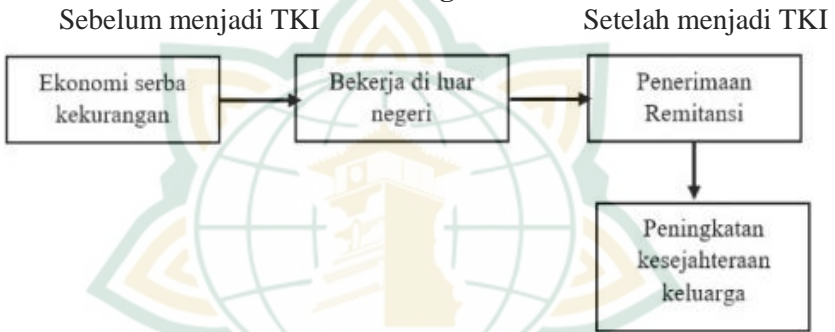 Sebelum menjadi TKI
Setelah menjadi TKI
Ekonomi serba
kekurangan
Bekerja di luar
negeri
Penerimaan
Remitansi
Peningkatan
kesejahteraan
keluarga